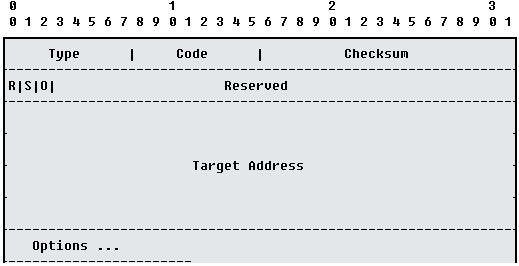 0 1 2 3
0 1 2 3 4 5 6 7 8 9 0 1 2 3 4 5 6 7 8 9 0 1 2 3 4 5 6 7 8 9 0 1
Type | Code | Checksum
R|S|O| Reserved
Target Address
Options ...